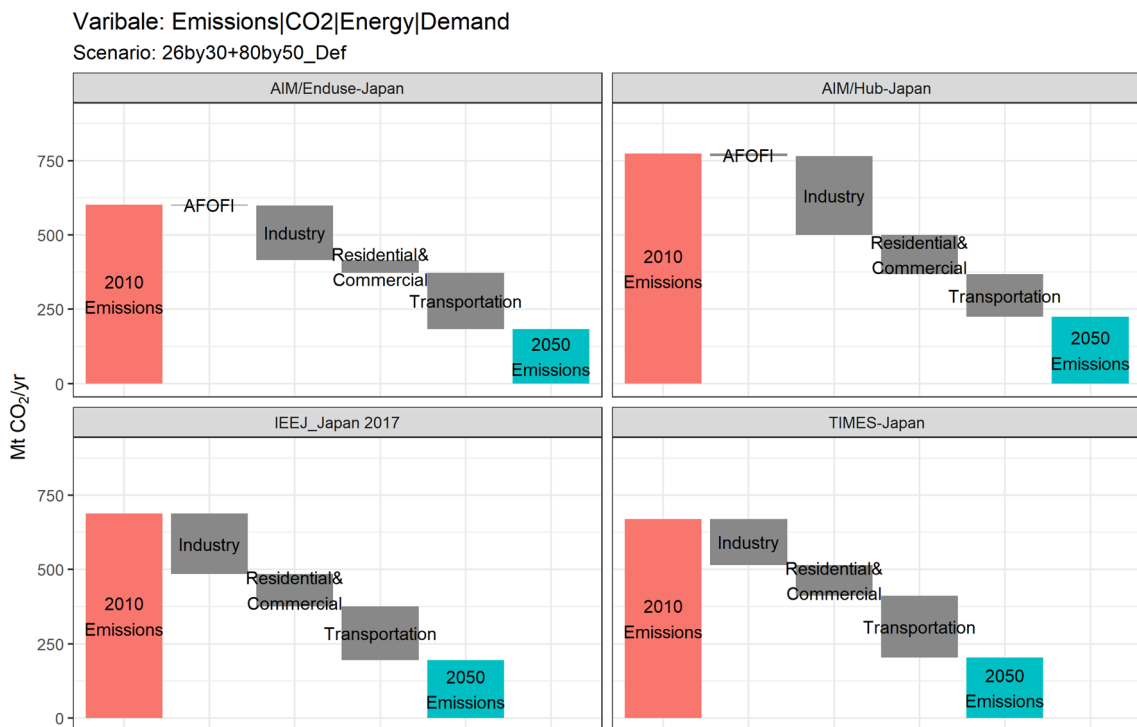 Varibale: Emissions|CO2|Energy|Demand
Scenario: 26by30+80by50_Def
AIM/Enduse-Japan
AIM/Hub-Japan
Mt CO₂/yr
750
500
250
0
2010
Emissions
AFOFI
Industry
Residential&
Commercial
Transportation
2050
Emissions
2010
Emissions
AFOFI
Industry
Residential&
Commercial
Transportation
2050
Emissions
IEEJ_Japan 2017
TIMES-Japan
750
500
250
0
2010
Emissions
Industry
Residential&
Commercial
Transportation
2050
Emissions
2010
Emissions
Industry
Residential&
Commercial
Transportation
2050
Emissions